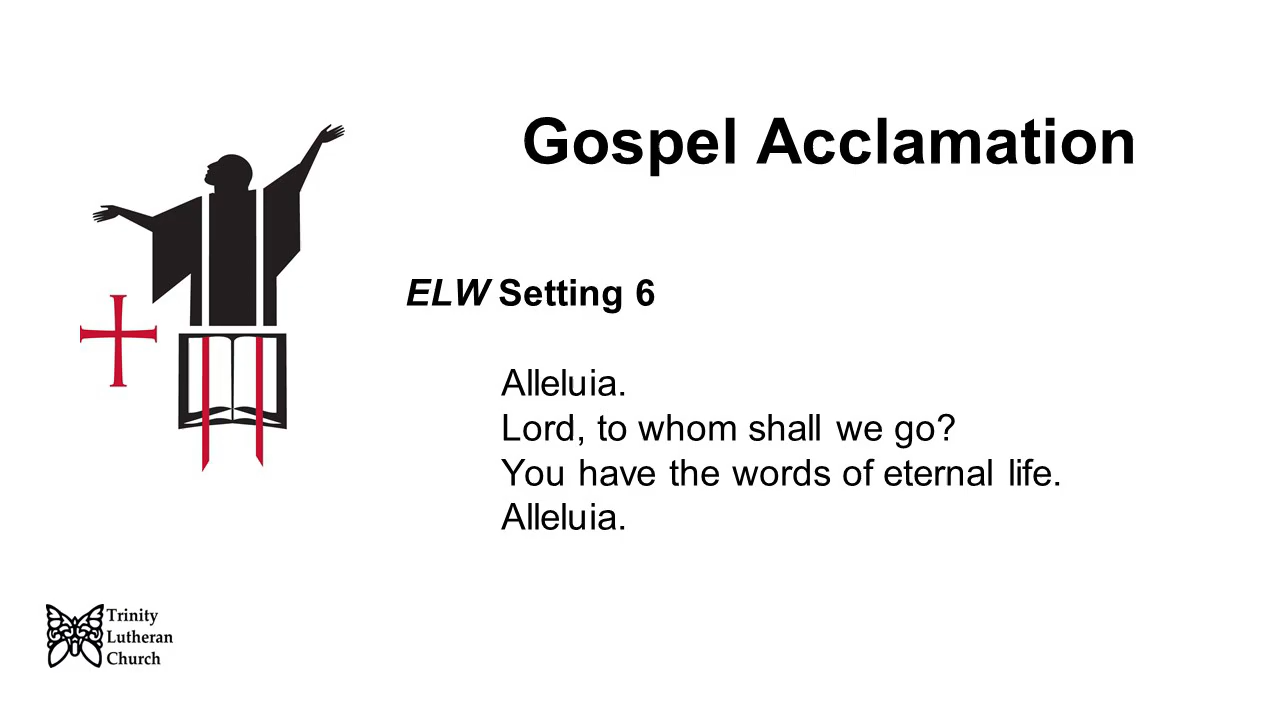 Gospel Acclamation
ELW Setting 6
Alleluia.
Lord, to whom shall we go?
You have the words of eternal life.
Alleluia.
Trinity
Lutheran
Church